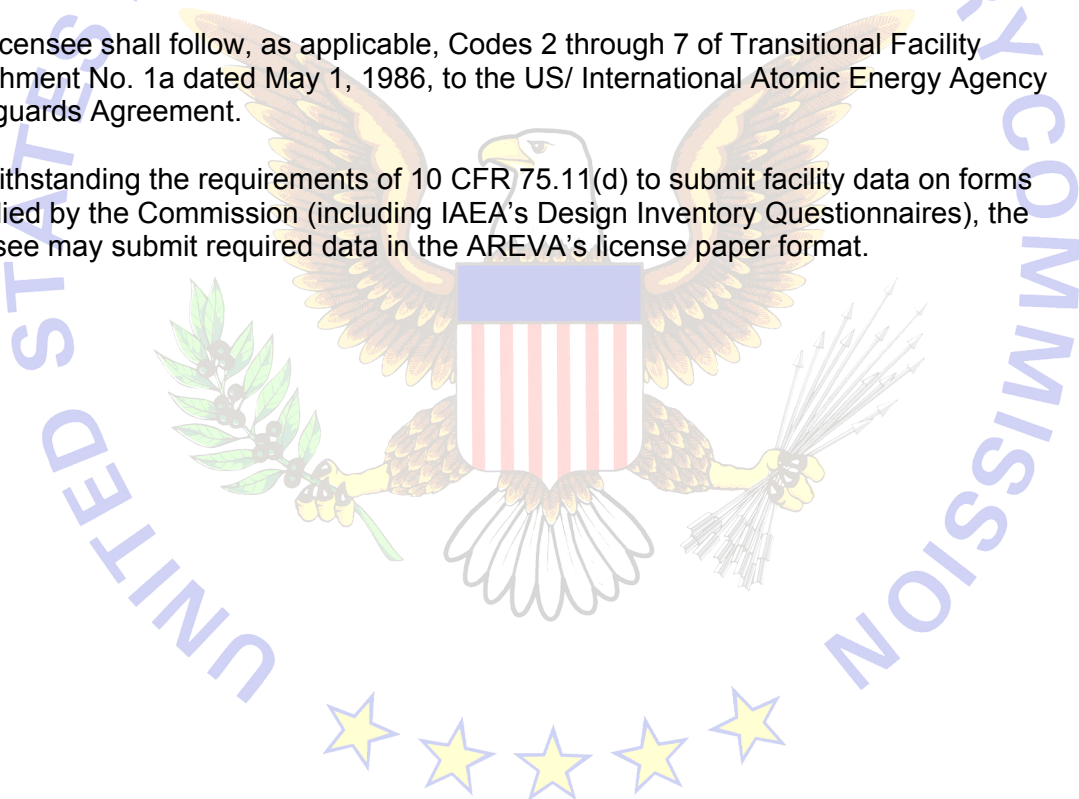 icensee shall follow, as applicable, Codes 2 through 7 of Transitional Facility
hment No. 1a dated May 1, 1986, to the US/ International Atomic Energy Agency
guards Agreement.
ithstanding the requirements of 10 CFR 75.11(d) to submit facility data on forms
lied by the Commission (including IAEA's Design Inventory Questionnaires), the
see may submit required data in the AREVA's license paper format.
UNITED STATES
RY COMMISSION